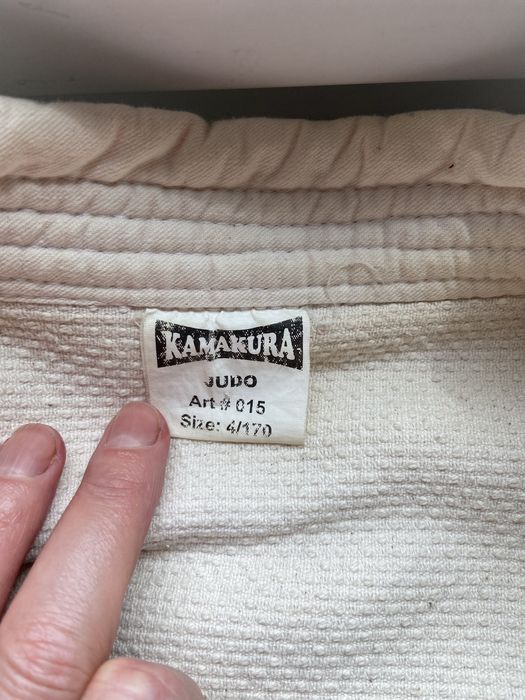 KAMAKURA
JUDO
Art # 015
Size: 4/170